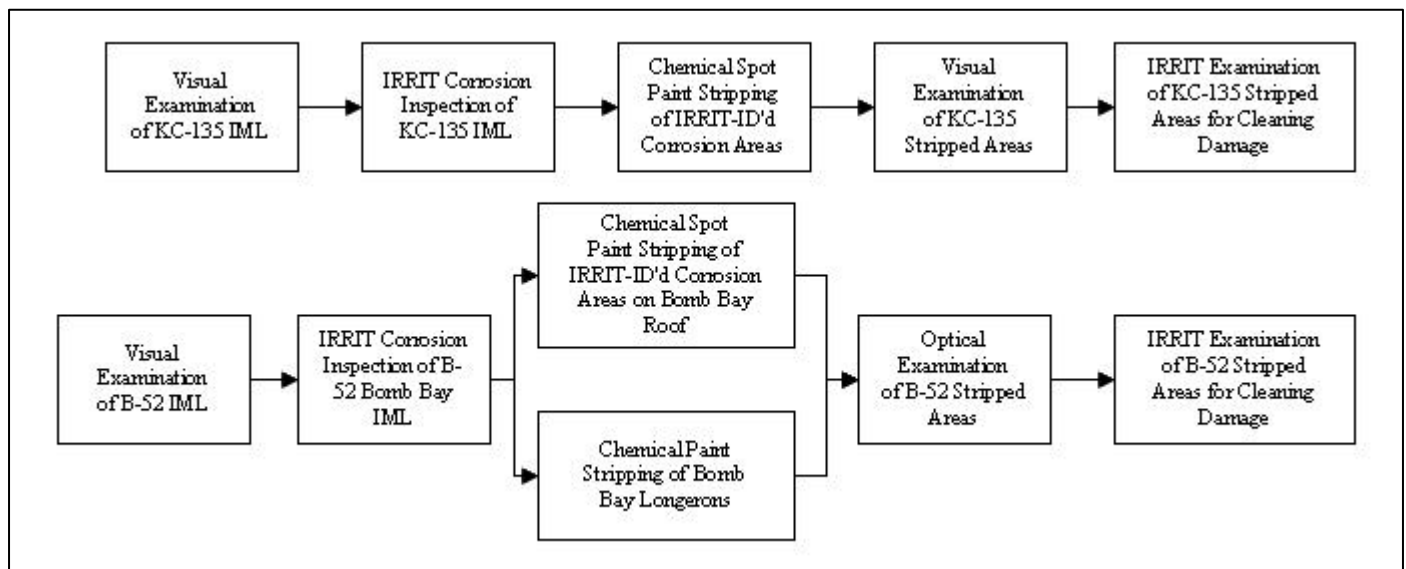 Visual
Examination
of KC-135 IML
IRRIT Corrosion
Inspection of
KC-135 IML
Chemical Spot
Paint Stripping
of IRRIT-ID'd
Corrosion Areas
Visual
Examination
of KC-135
Stripped Areas
IRRIT Examination
of KC-135 Stripped
Areas for Cleaning
Damage
Visual
Examination
of B-52 IML
IRRIT Corrosion
Inspection of B-
52 Bomb Bay
IML
Chemical Spot
Paint Stripping of
IRRIT-ID'd Corrosion
Areas on Bomb Bay
Roof
Chemical Paint
Stripping of Bomb
Bay Longerons
Optical
Examination
of B-52 Stripped
Areas
IRRIT Examination
of B-52 Stripped
Areas for Cleaning
Damage